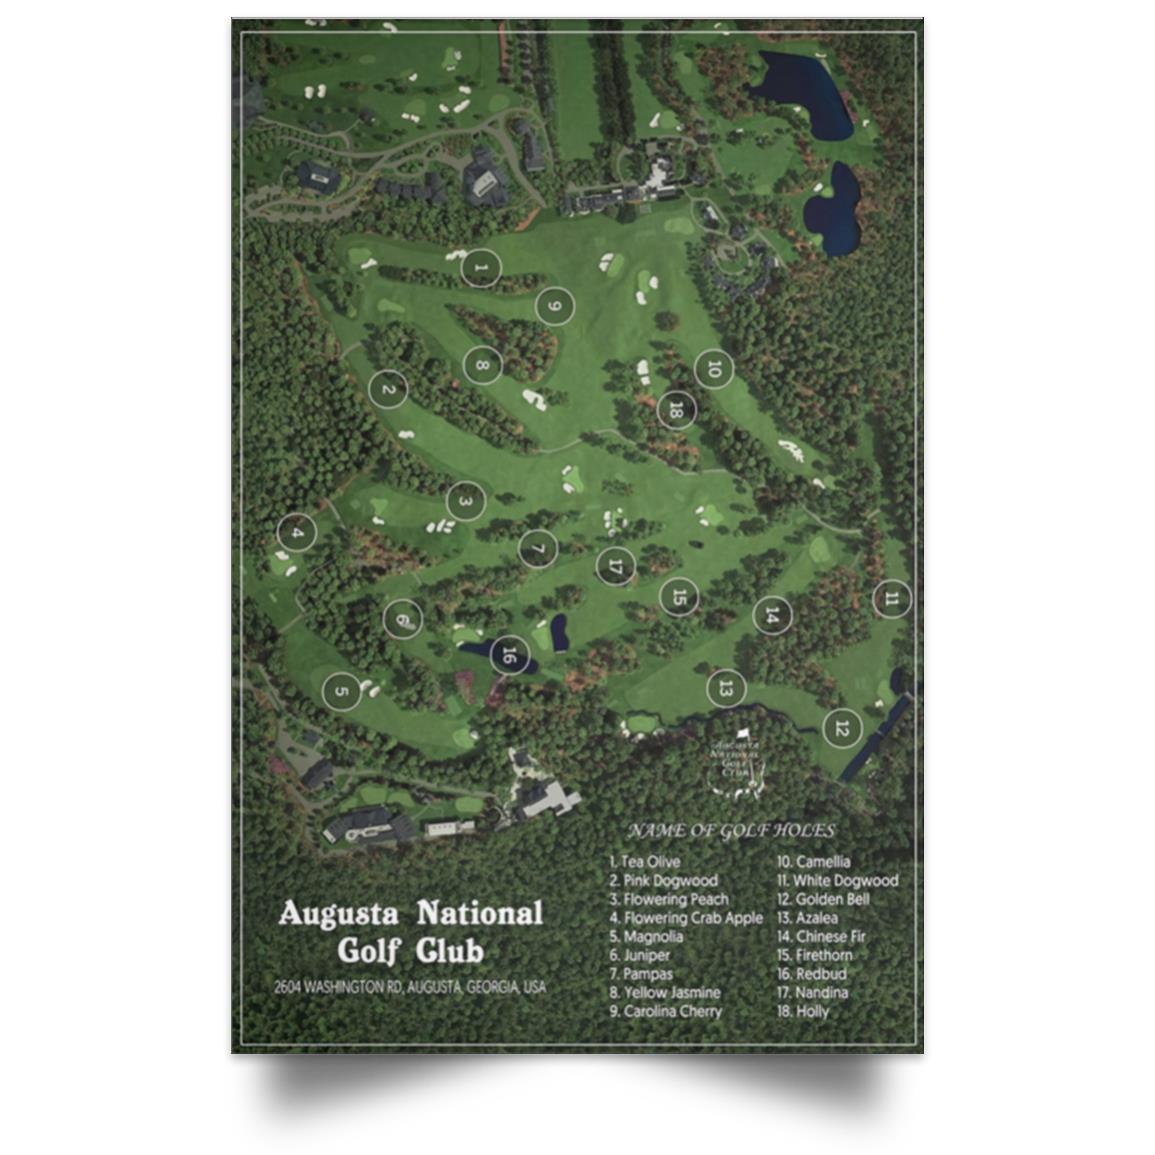 1
9
8
10
2
18
3
4
7
17
15
11
14
6
16
5
13
12
AUGUSTA
NATIONAL
GOLF
CLUB
NAME OF GOLF HOLES
1. Tea Olive
2. Pink Dogwood
3. Flowering Peach
4. Flowering Crab Apple
5. Magnolia
6. Juniper
7. Pampas
8. Yellow Jasmine
9. Carolina Cherry
10. Camellia
11. White Dogwood
12. Golden Bell
13. Azalea
14. Chinese Fir
15. Firethorn
16. Redbud
17. Nandina
18. Holly
Augusta National
Golf Club
2604 WASHINGTON RD, AUGUSTA, GEORGIA, USA